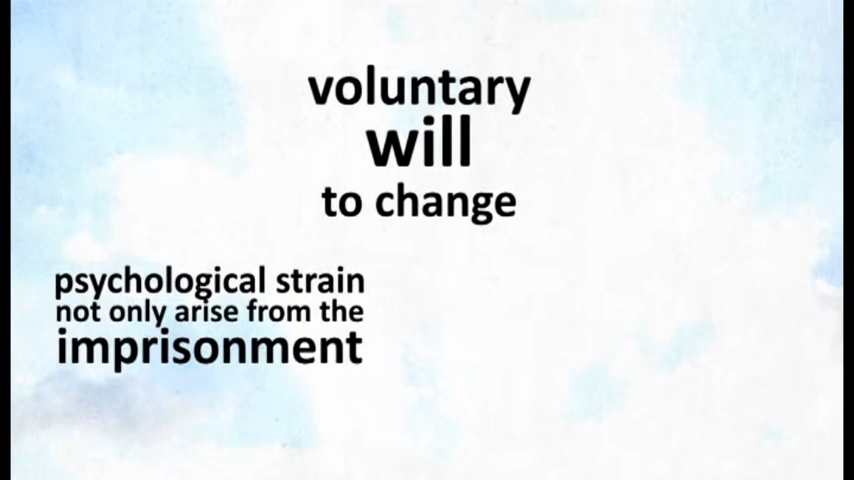 voluntary
will
to change
psychological strain
not only arise from the
imprisonment